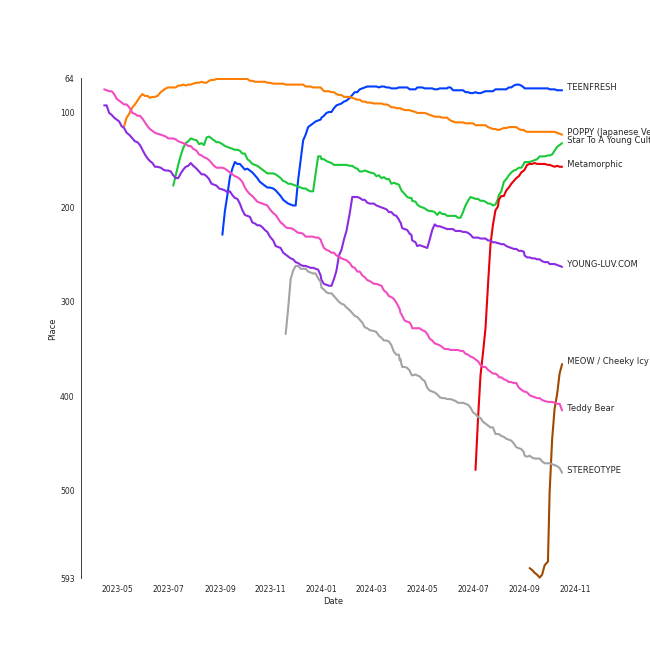 64
TEENFRESH
100
POPPY (Japanese Ve
Star To A Young Cult
Metamorphic
200
YOUNG-LUV.COM
300
Place
MEOW / Cheeky Icy
400
Teddy Bear
STEREOTYPE
500
593
2023-05 2023-07 2023-09 2023-11 2024-01 2024-03 2024-05 2024-07 2024-09 2024-11
Date